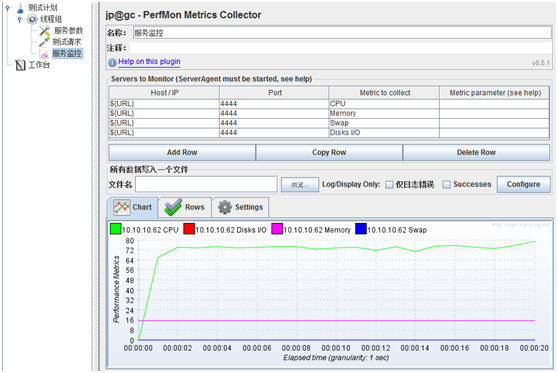 测试计划
线程组
服务参数
测试请求
服务监控
工作台
jp@gc - PerfMon Metrics Collector
名称: 服务监控
注释:
Help on this plugin
v0.5.1
Servers to Monitor (ServerAgent must be started, see help)
Host / IP Port Metric to collect Metric parameter (see help)
${URL} 4444 CPU
${URL} 4444 Memory
${URL} 4444 Swap
${URL} 4444 Disks I/O
Add Row Copy Row Delete Row
所有数据写入一个文件
文件名 浏览... Log/Display Only: 仅日志错误 Successes Configure
Chart Rows Settings
10.10.10.62 CPU 10.10.10.62 Disks I/O 10.10.10.62 Memory 10.10.10.62 Swap
80
72
64
56
48
40
32
24
16
8
0
Performance Metrics
00:00:00 00:00:02 00:00:04 00:00:06 00:00:08 00:00:10 00:00:12 00:00:14 00:00:16 00:00:18 00:00:20
Elapsed time (granularity: 1 sec)